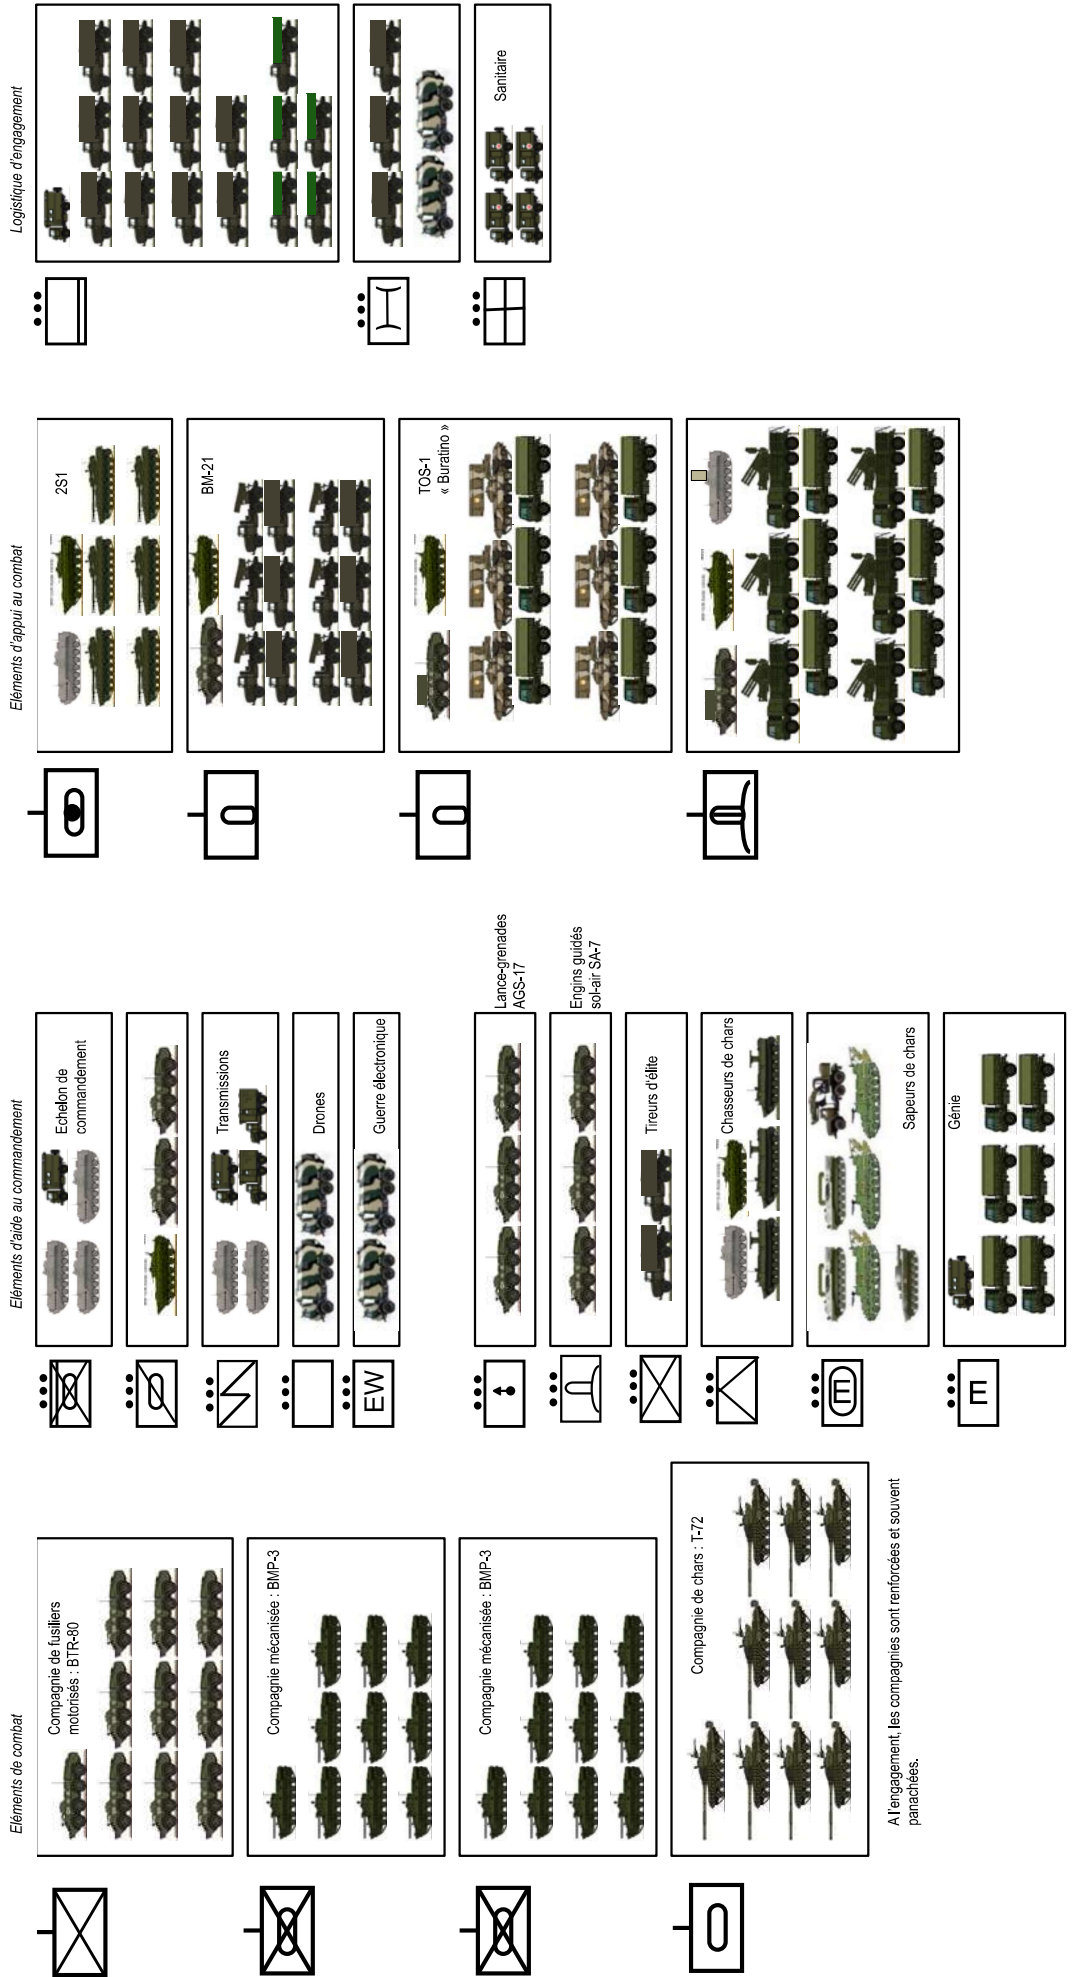 Eléments de combat
Compagnie de fusiliers
motorisés : BTR-80
Compagnie mécanisée : BMP-3
Compagnie mécanisée : BMP-3
Compagnie de chars : T-72
A l'engagement, les compagnies sont renforcées et souvent
panachées.
Eléments d'aide au commandement
Echelon de
commandement
Transmissions
Drones
EW
Guerre électronique
Lance-grenades
AGS-17
Engins guidés
sol-air SA-7
Tireurs d'élite
Chasseurs de chars
E
Sapeurs de chars
E
Génie
Eléments d'appui au combat
2S1
BM-21
TOS-1
« Buratino »
Logistique d'engagement
Sanitaire